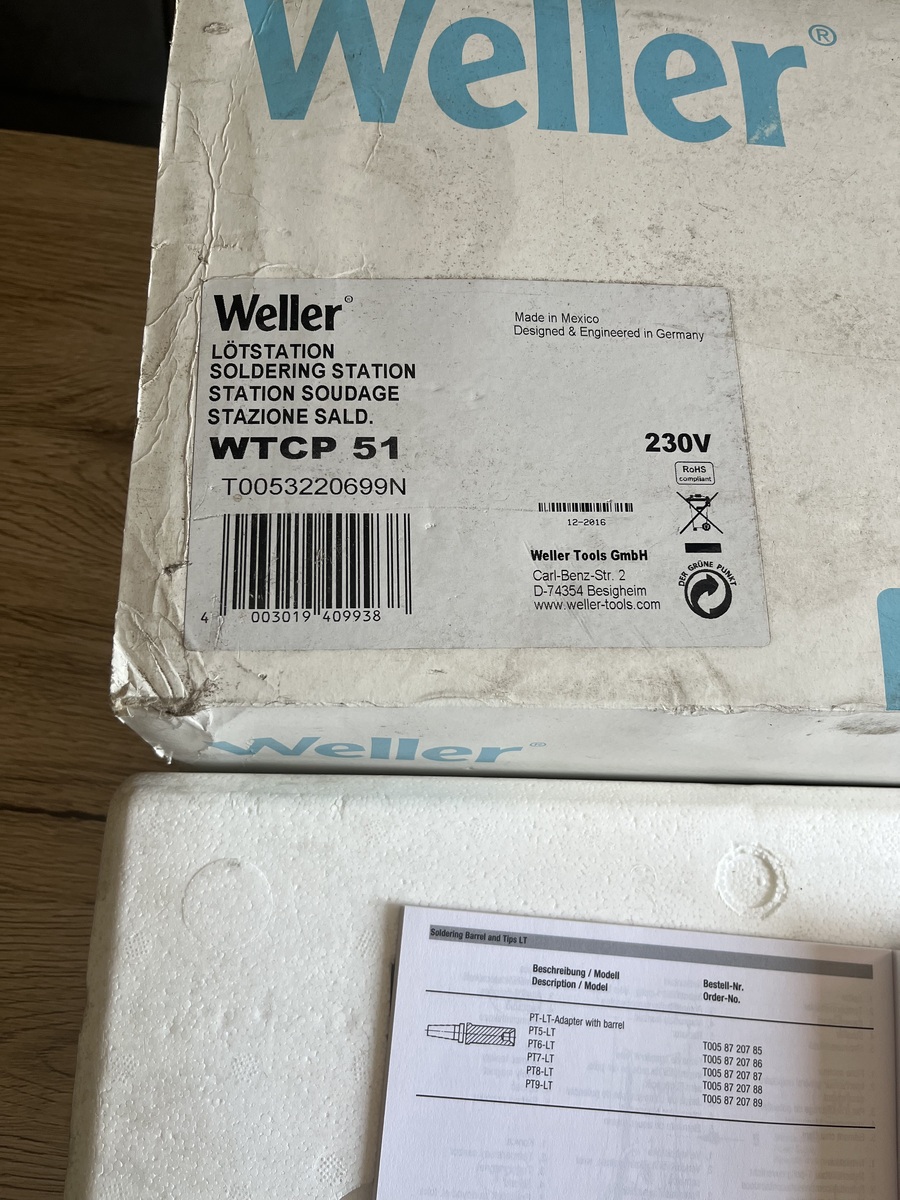 Weller®
Weller®
LÖTSTATION
SOLDERING STATION
STATION SOUDAGE
STAZIONE SALD.
WTCP 51
T0053220699N
4 003019 409938
Made in Mexico
Designed & Engineered in Germany
230V
RoHS
compliant
12-2016
Weller Tools GmbH
Carl-Benz-Str. 2
D-74354 Besigheim
www.weller-tools.com
DER GRÜNE PUNKT
Weller®
Soldering Barrel and Tips LT
Beschreibung / Modell Bestell-Nr.
Description / Model Order-No.
PT-LT-Adapter with barrel
PT5-LT T005 87 207 85
PT6-LT T005 87 207 86
PT7-LT T005 87 207 87
PT8-LT T005 87 207 88
PT9-LT T005 87 207 89